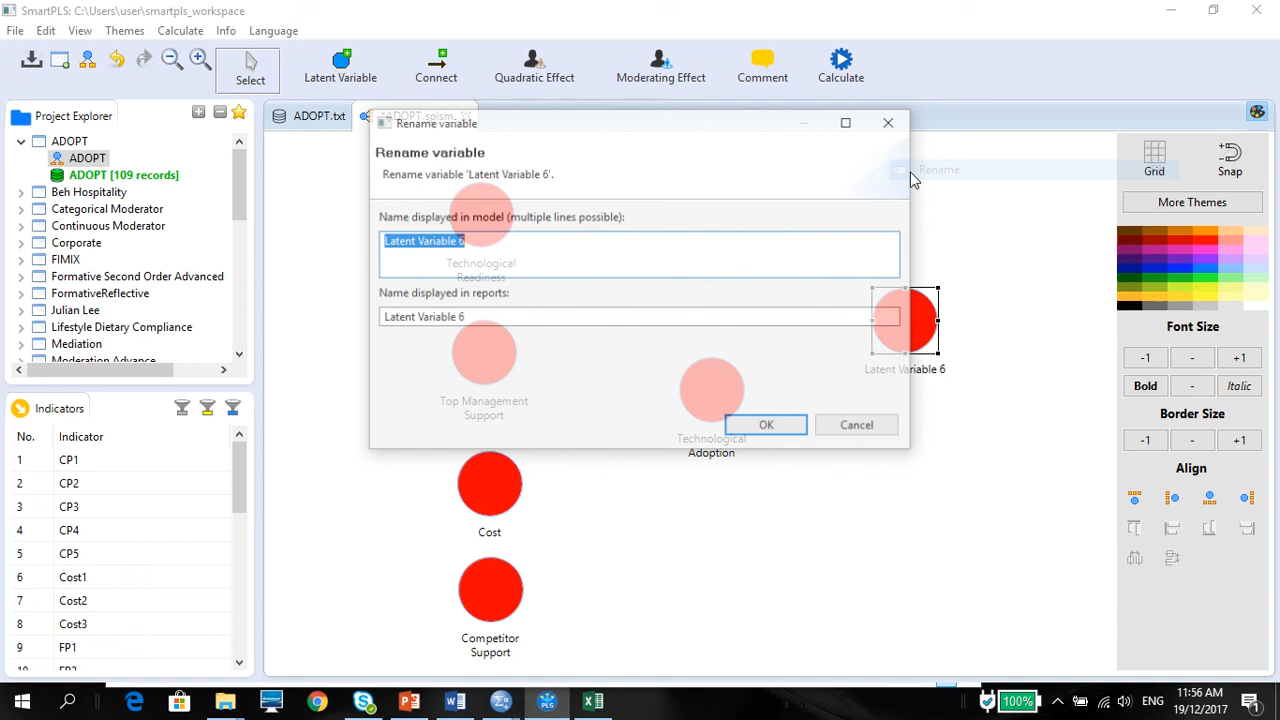 SmartPLS: C:\Users\user\smartpls_workspace
File Edit View Themes Calculate Info Language
Select
Latent Variable
Connect
Quadratic Effect
Moderating Effect
Comment
Calculate
Project Explorer
ADOPT
ADOPT
ADOPT [109 records]
Beh Hospitality
Categorical Moderator
Continuous Moderator
Corporate
FIMIX
Formative Second Order Advanced
FormativeReflective
Julian Lee
Lifestyle Dietary Compliance
Mediation
Moderation Advance
Indicators
No. Indicator
1 CP1
2 CP2
3 CP3
4 CP4
5 CP5
6 Cost1
7 Cost2
8 Cost3
9 FP1
ADOPT.txt
*ADOPT.splsm
Rename variable
Rename variable
Rename variable 'Latent Variable 6'.
Name displayed in model (multiple lines possible):
Latent Variable 6
Name displayed in reports:
Latent Variable 6
OK
Cancel
Rename
Technological
Readiness
Top Management
Support
Technological
Adoption
Latent Variable 6
Cost
Competitor
Support
Grid
Snap
More Themes
Font Size
-1 - +1
Bold - Italic
Border Size
-1 - +1
Align
100%
ENG
11:56 AM
19/12/2017